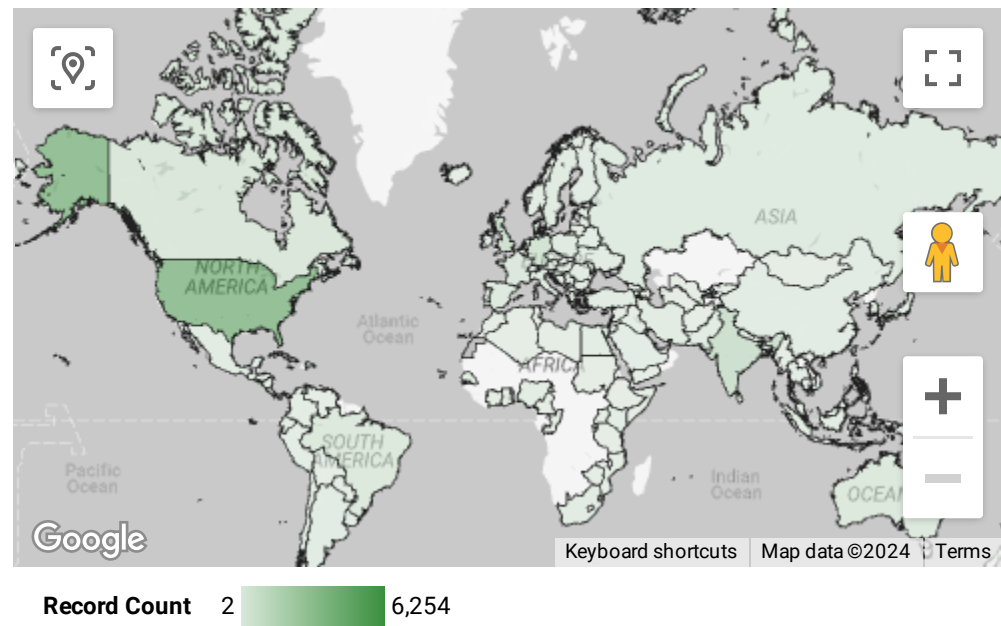 NORTH
AMERICA
ASIA
Atlantic
Ocean
AFRICA
SOUTH
AMERICA
Pacific
Ocean
Indian
Ocean
OCEAN
Google
Keyboard shortcuts
Map data ©2024
Terms
Record Count 2 6,254